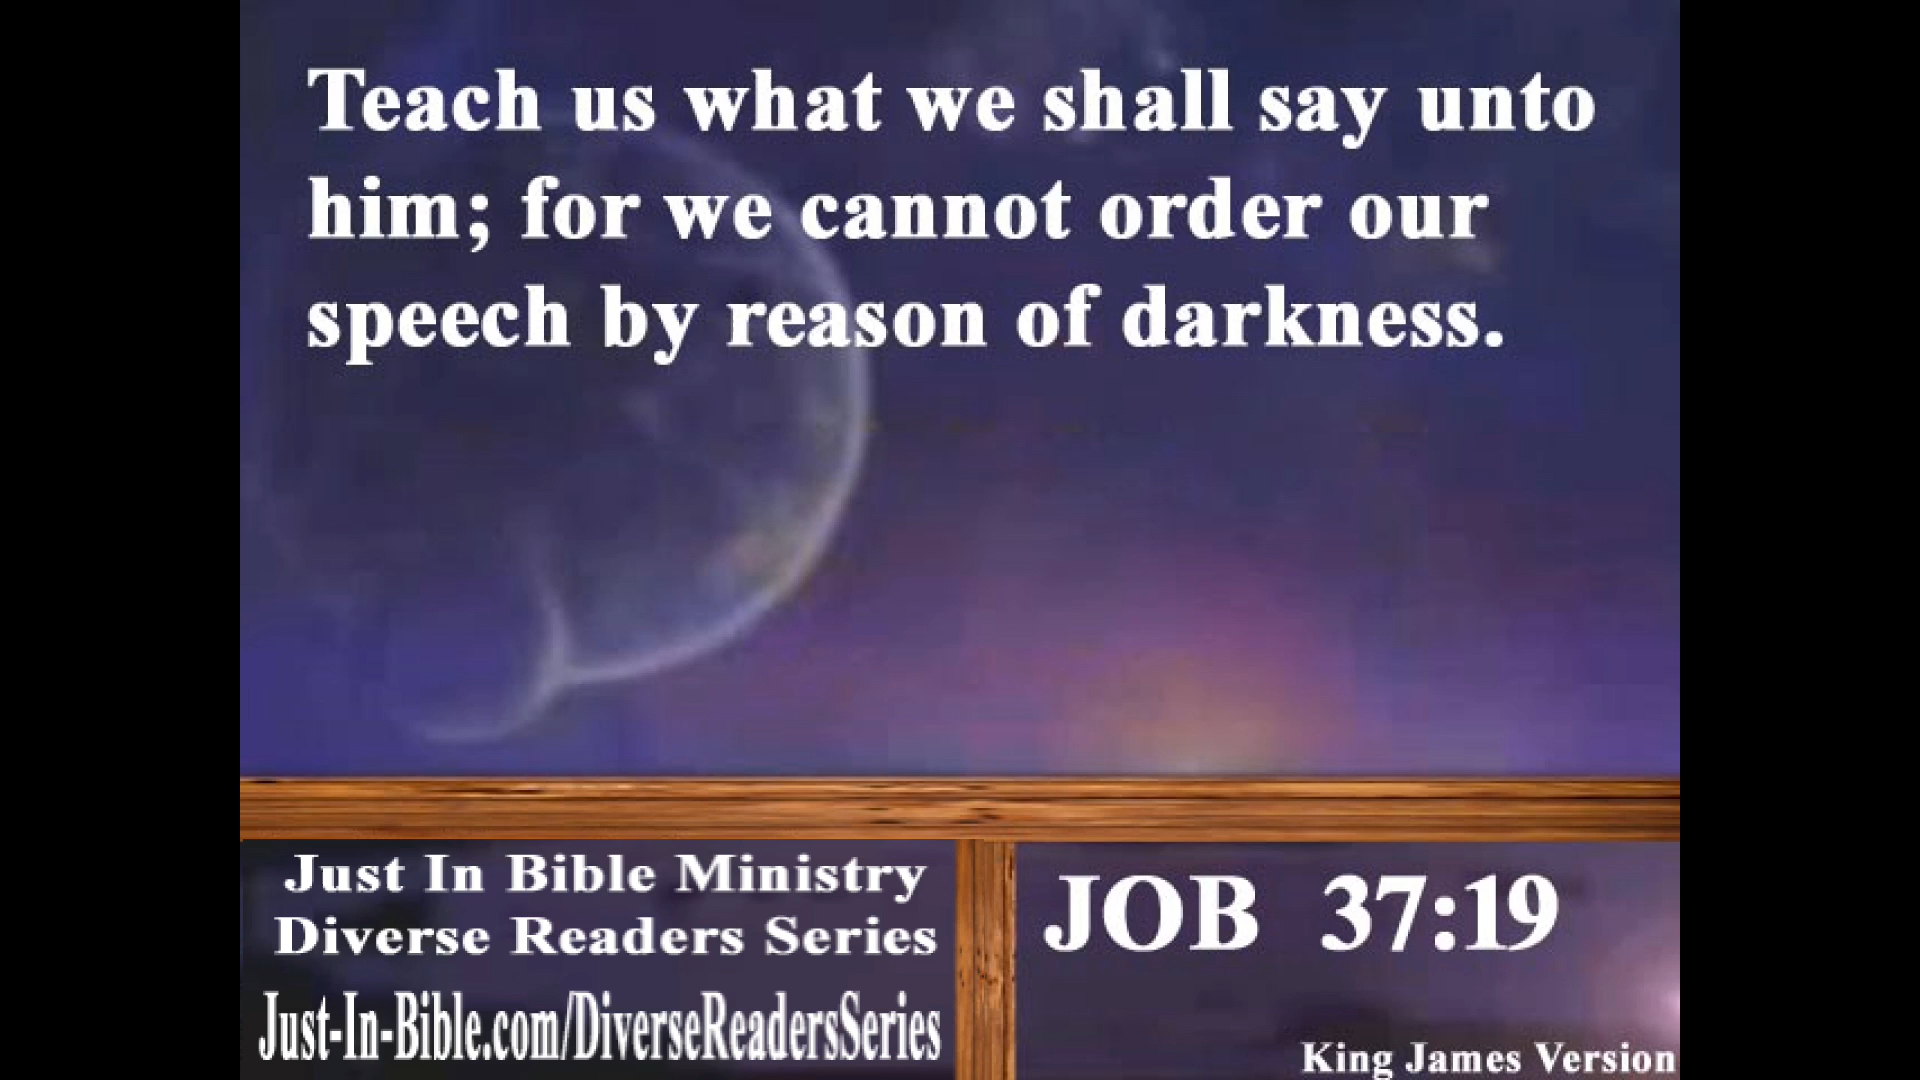 Teach us what we shall say unto
him; for we cannot order our
speech by reason of darkness.
Just In Bible Ministry
Diverse Readers Series
Just-In-Bible.com/DiverseReadersSeries
JOB 37:19
King James Version